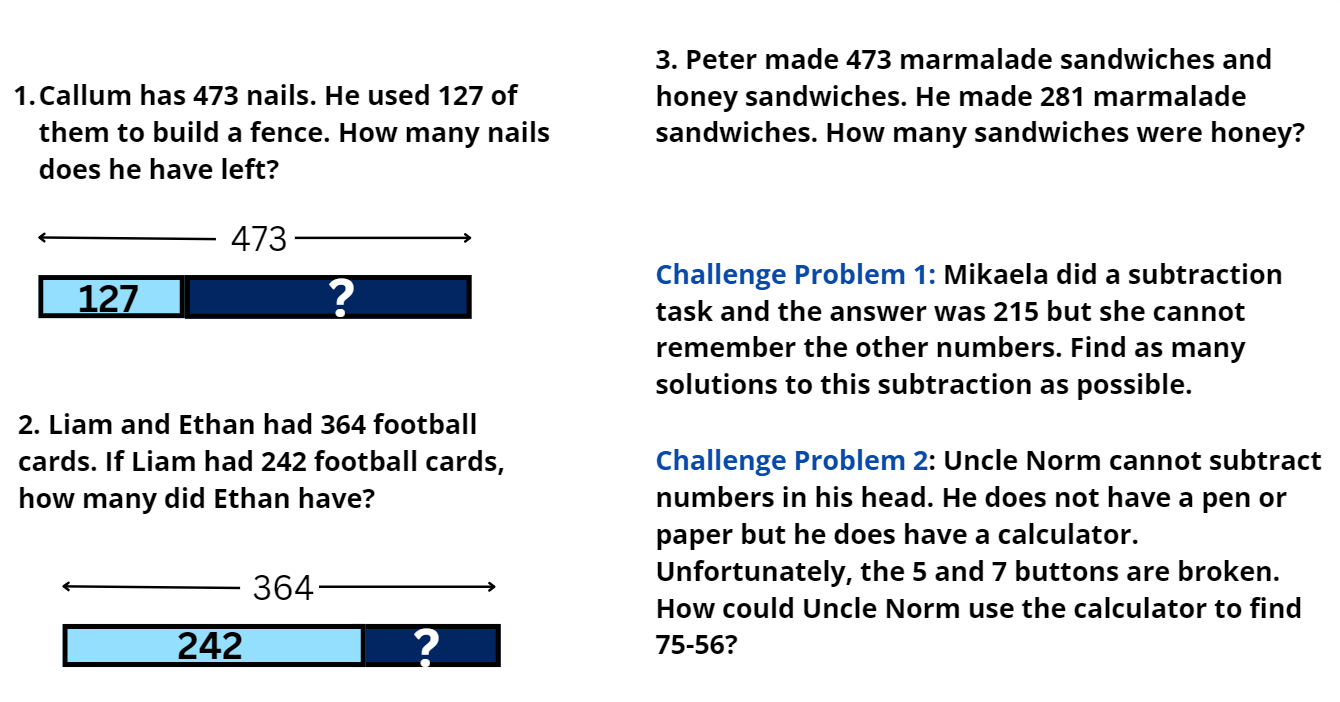 1. Callum has 473 nails. He used 127 of
them to build a fence. How many nails
does he have left?
473
127 ?
2. Liam and Ethan had 364 football
cards. If Liam had 242 football cards,
how many did Ethan have?
364
242 ?
3. Peter made 473 marmalade sandwiches and
honey sandwiches. He made 281 marmalade
sandwiches. How many sandwiches were honey?
Challenge Problem 1: Mikaela did a subtraction
task and the answer was 215 but she cannot
remember the other numbers. Find as many
solutions to this subtraction as possible.
Challenge Problem 2: Uncle Norm cannot subtract
numbers in his head. He does not have a pen or
paper but he does have a calculator.
Unfortunately, the 5 and 7 buttons are broken.
How could Uncle Norm use the calculator to find
75-56?